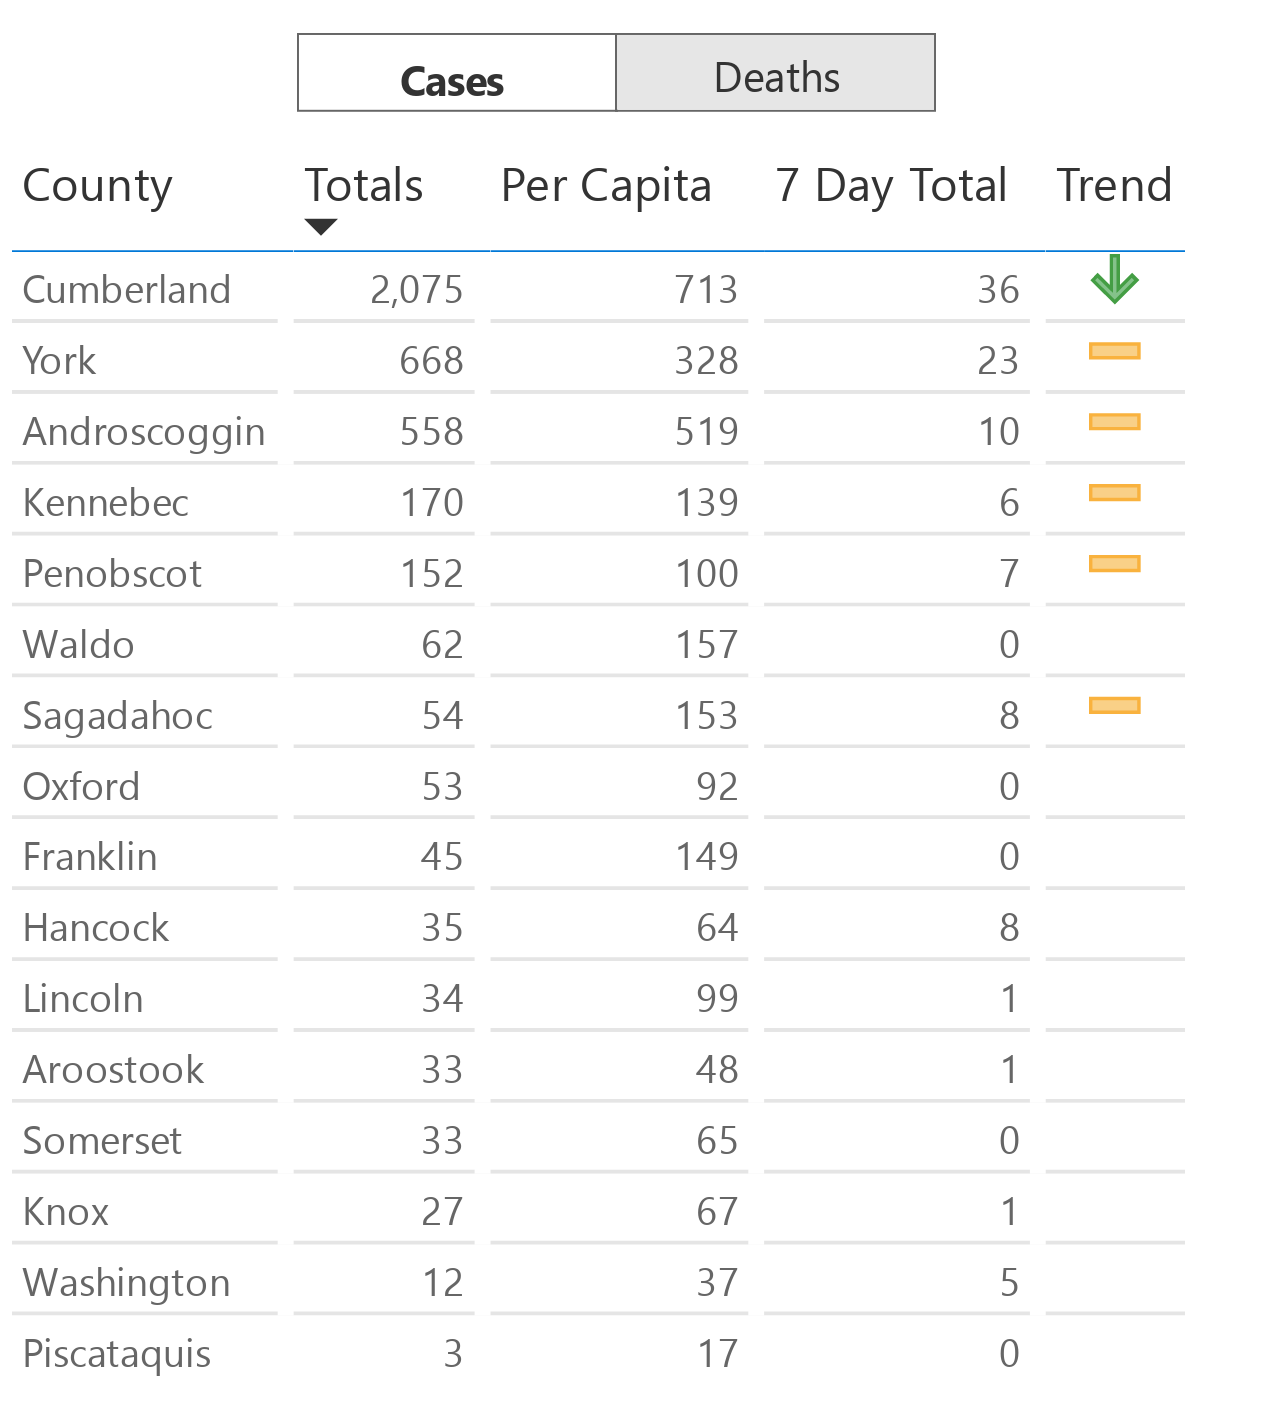 Cases Deaths
County Totals Per Capita 7 Day Total Trend
Cumberland 2,075 713 36
York 668 328 23
Androscoggin 558 519 10
Kennebec 170 139 6
Penobscot 152 100 7
Waldo 62 157 0
Sagadahoc 54 153 8
Oxford 53 92 0
Franklin 45 149 0
Hancock 35 64 8
Lincoln 34 99 1
Aroostook 33 48 1
Somerset 33 65 0
Knox 27 67 1
Washington 12 37 5
Piscataquis 3 17 0